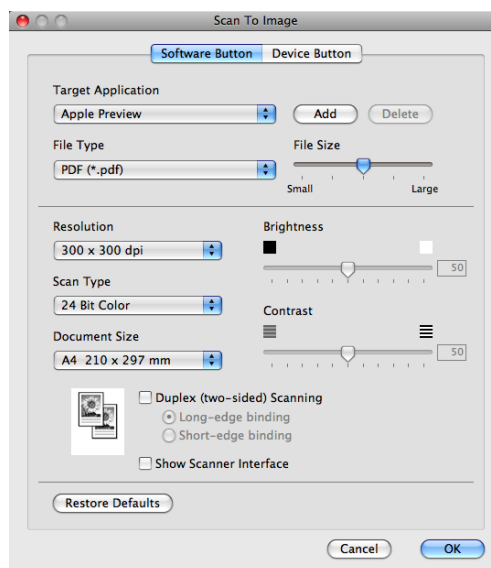 Scan To Image
Software Button Device Button
Target Application
Apple Preview Add Delete
File Type File Size
PDF (*.pdf)
Small Large
Resolution Brightness
300 x 300 dpi
50
Scan Type
24 Bit Color
Contrast
Document Size
A4 210 x 297 mm 50
Duplex (two-sided) Scanning
Long-edge binding
Short-edge binding
Show Scanner Interface
Restore Defaults
Cancel OK